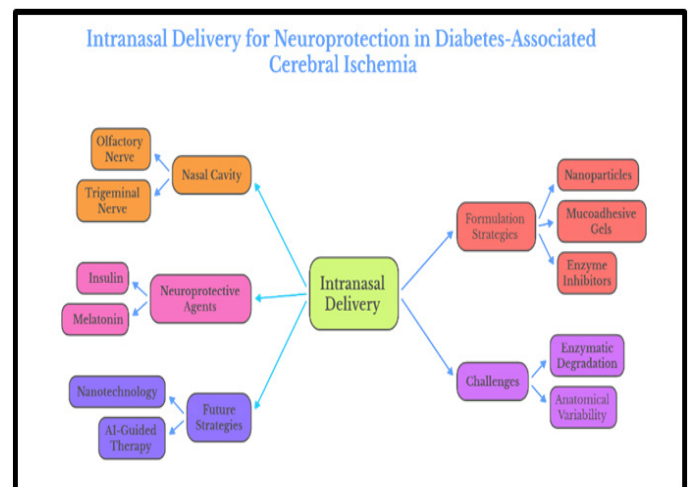 Intranasal Delivery for Neuroprotection in Diabetes-Associated
Cerebral Ischemia
Olfactory
Nerve
Trigeminal
Nerve
Nasal Cavity
Insulin
Melatonin
Neuroprotective
Agents
Nanotechnology
AI-Guided
Therapy
Future
Strategies
Intranasal
Delivery
Formulation
Strategies
Nanoparticles
Mucoadhesive
Gels
Enzyme
Inhibitors
Challenges
Enzymatic
Degradation
Anatomical
Variability